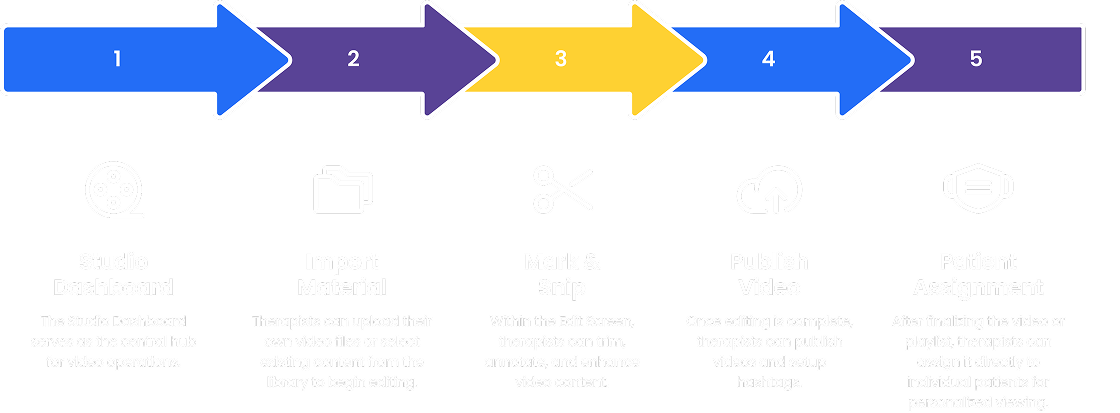 1
2
3
4
5
Studio
Dashboard
The Studio Dashboard
serves as the control hub
for video operations.
Import
Material
Therapists can upload their
own video files or select
existing content from the
library to begin editing.
Mark &
Snip
Within the Edit Screen,
therapists can trim,
annotate, and enhance
video content.
Publish
Video
Once editing is complete,
therapists can publish
videos and setup
hashtags.
Patient
Assignment
After finalizing the video or
playlist, therapists can
assign it directly to
individual patients for
personalized viewing.